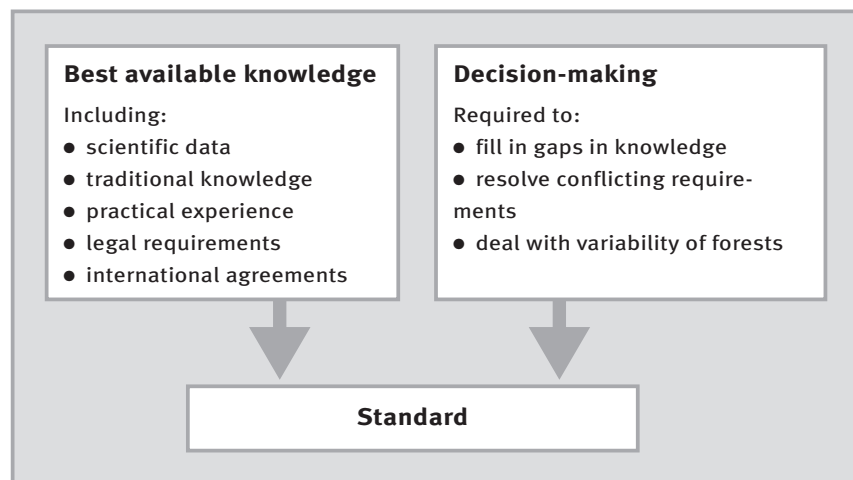 Best available knowledge
Including:
● scientific data
● traditional knowledge
● practical experience
● legal requirements
● international agreements
Decision-making
Required to:
● fill in gaps in knowledge
● resolve conflicting require-
ments
● deal with variability of forests
Standard